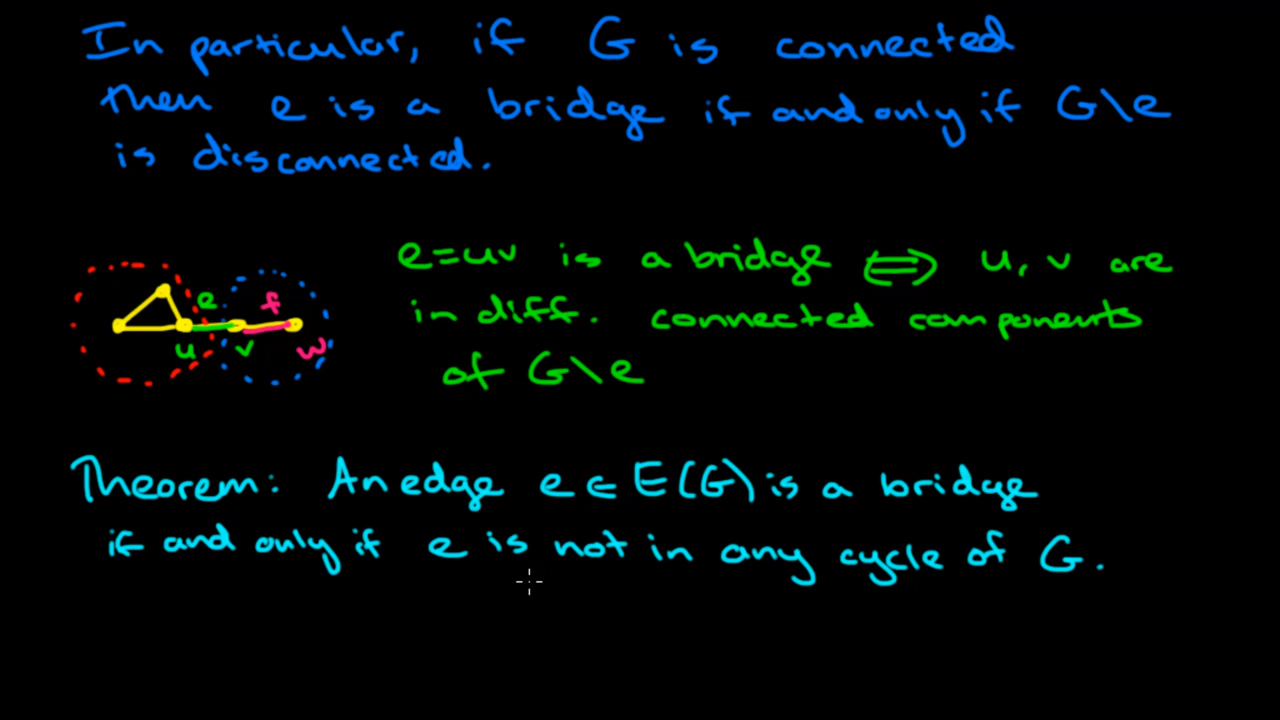 In particular, if G is connected
then e is a bridge if and only if G\e
is disconnected.
e f
u v w
e=uv is a bridge ⟺ u, v are
in diff. connected components
of G\e
Theorem: An edge e ∈ E(G) is a bridge
if and only if e is not in any cycle of G.